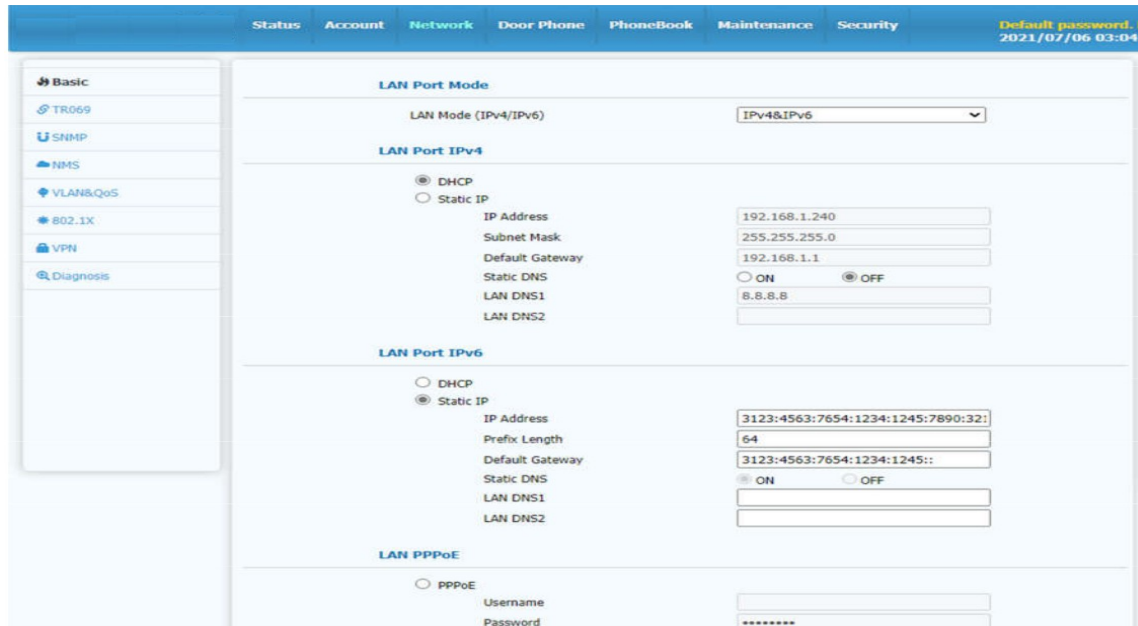 Status Account Network Door Phone PhoneBook Maintenance Security
Default password.
2021/07/06 03:04
Basic
TR069
SNMP
NMS
VLAN&QoS
802.1X
VPN
Diagnosis
LAN Port Mode
LAN Mode (IPv4/IPv6) IPv4&IPv6
LAN Port IPv4
DHCP
Static IP
IP Address 192.168.1.240
Subnet Mask 255.255.255.0
Default Gateway 192.168.1.1
Static DNS ON OFF
LAN DNS1 8.8.8.8
LAN DNS2
LAN Port IPv6
DHCP
Static IP
IP Address 3123:4563:7654:1234:1245:7890:321
Prefix Length 64
Default Gateway 3123:4563:7654:1234:1245::
Static DNS ON OFF
LAN DNS1
LAN DNS2
LAN PPPoE
PPPoE
Username
Password ********